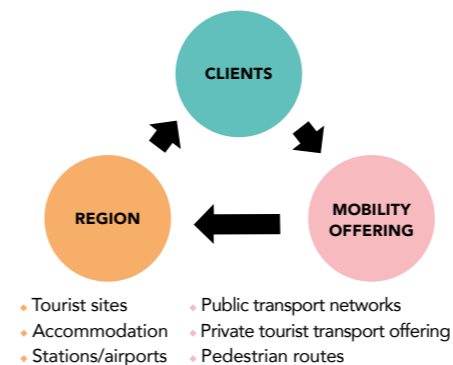 CLIENTS
REGION
MOBILITY
OFFERING
Tourist sites
Accommodation
Stations/airports
Public transport networks
Private tourist transport offering
Pedestrian routes